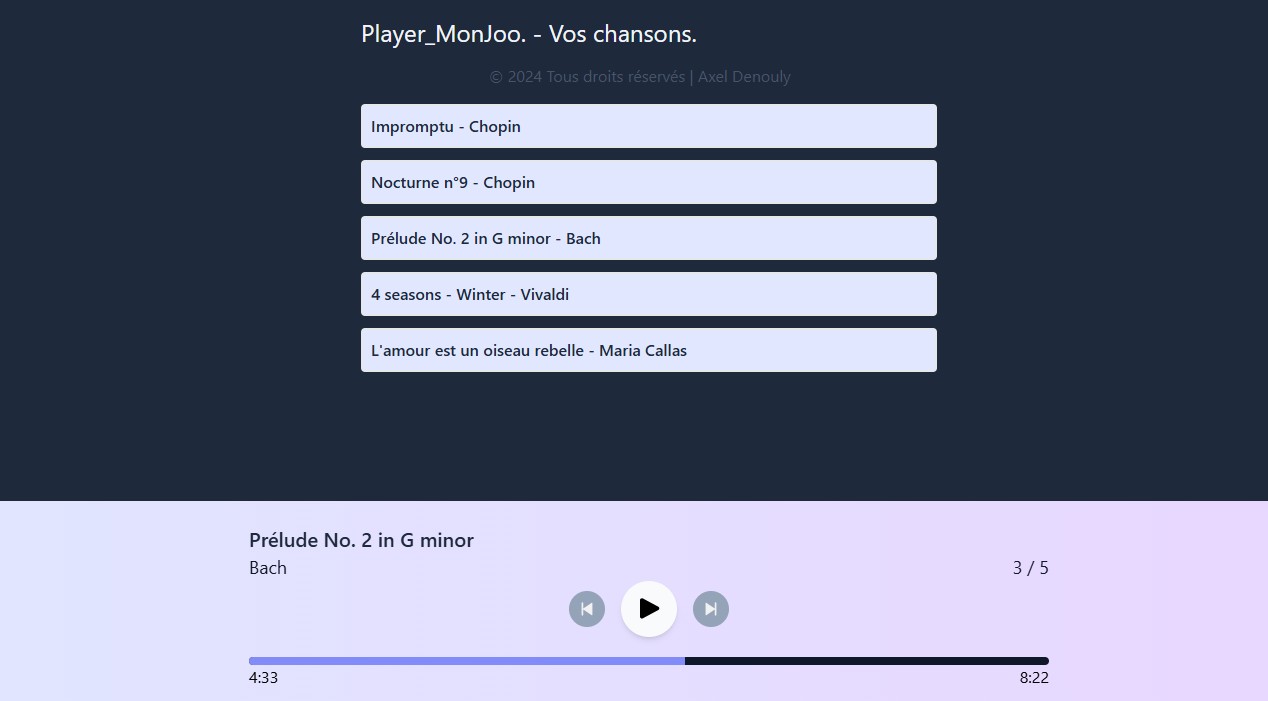 Player_MonJoo. - Vos chansons.
© 2024 Tous droits réservés | Axel Denouly
Impromptu - Chopin
Nocturne n°9 - Chopin
Prélude No. 2 in G minor - Bach
4 seasons - Winter - Vivaldi
L'amour est un oiseau rebelle - Maria Callas
Prélude No. 2 in G minor
Bach
3 / 5
4:33
8:22